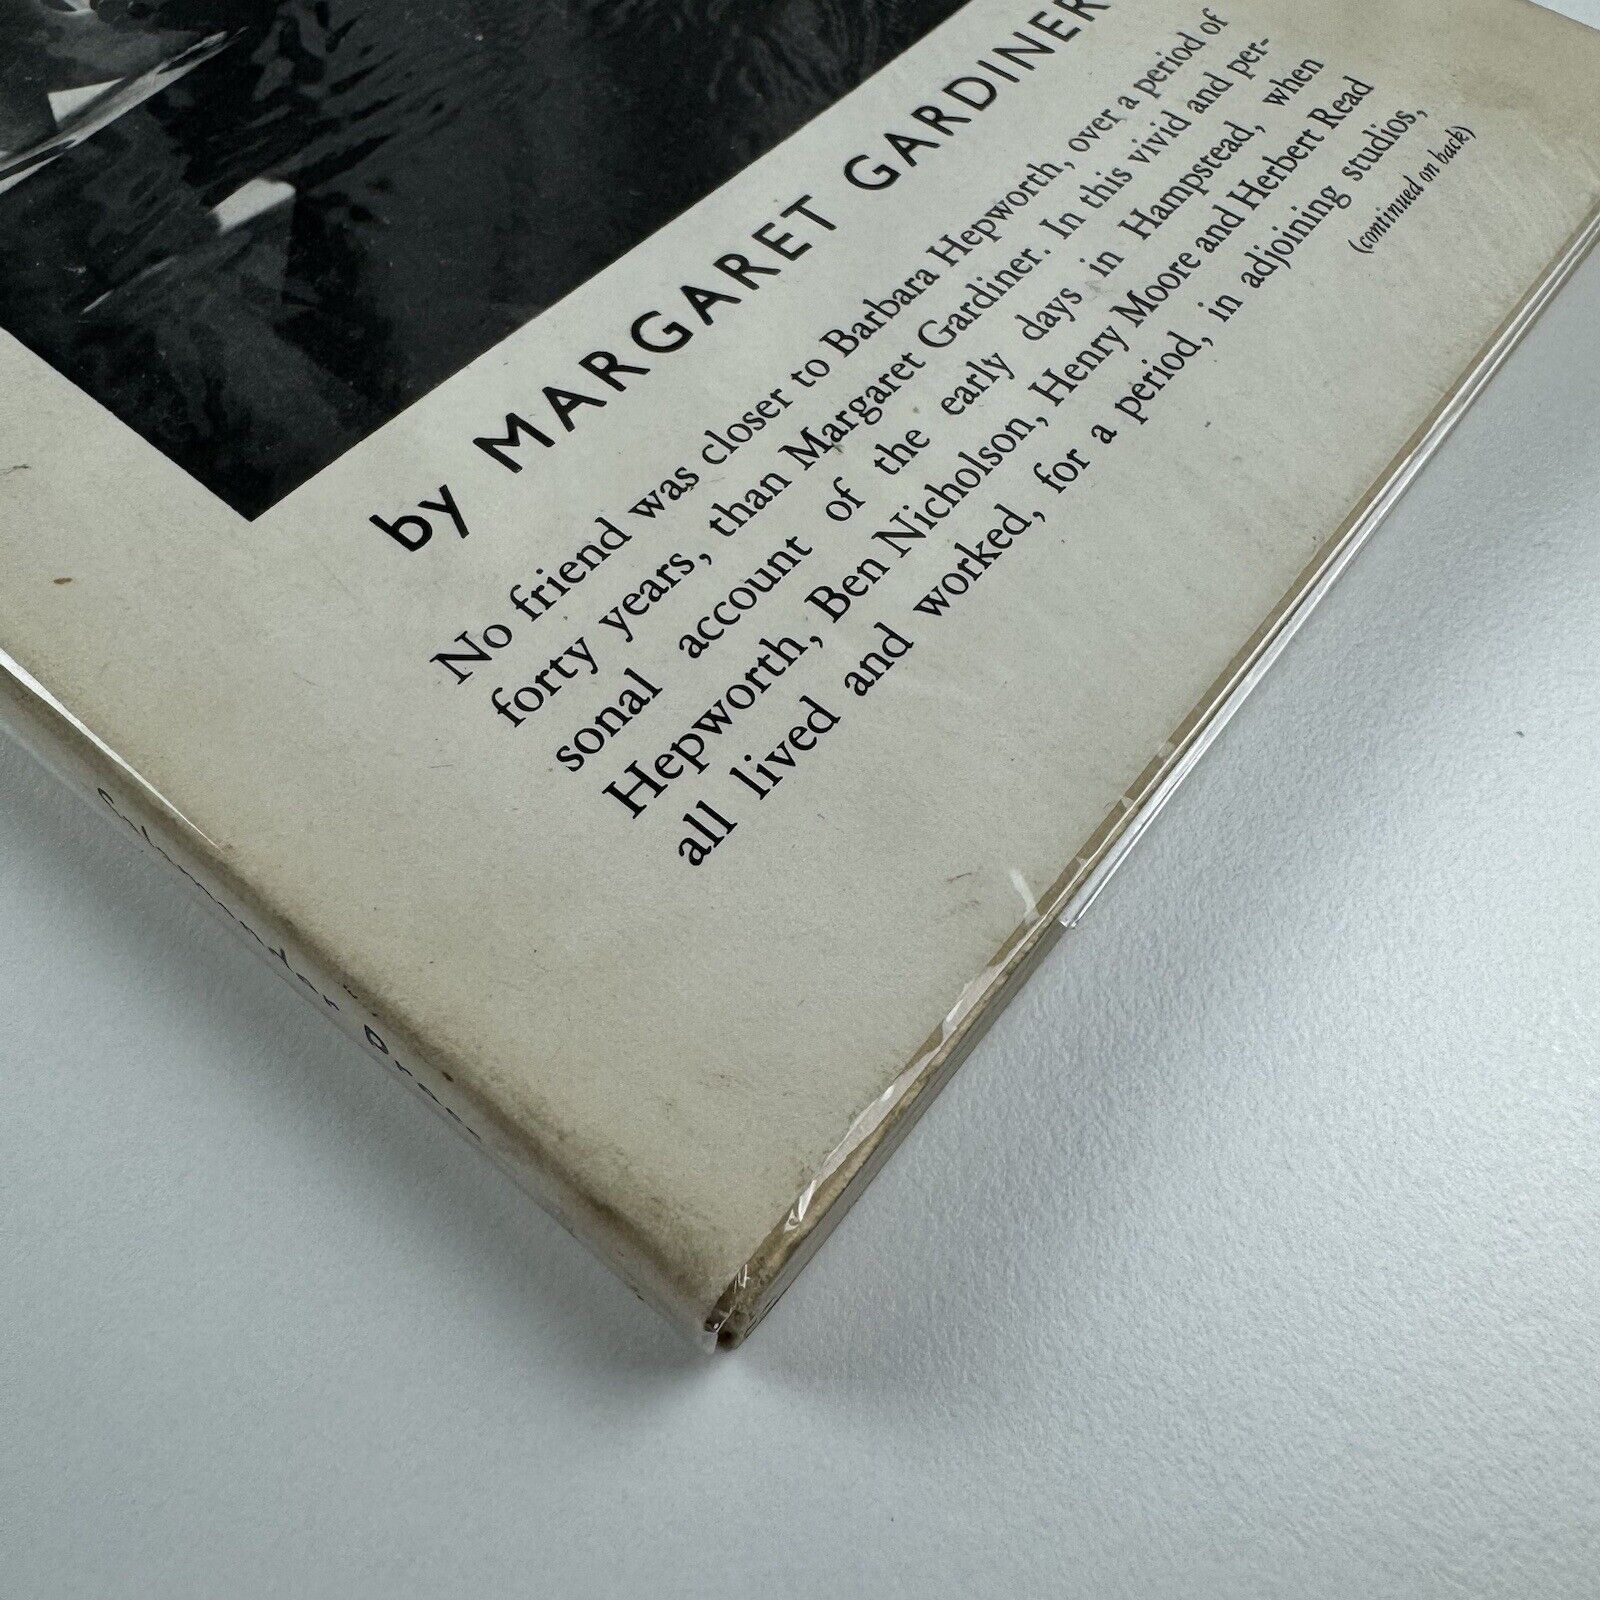 by MARGARET GARDINER
No friend was closer to Barbara Hepworth, over a period of
forty years, than Margaret Gardiner. In this vivid and per-
sonal account of the early days in Hampstead, when
Hepworth, Ben Nicholson, Henry Moore and Herbert Read
all lived and worked, for a period, in adjoining studios,
(continued on back)